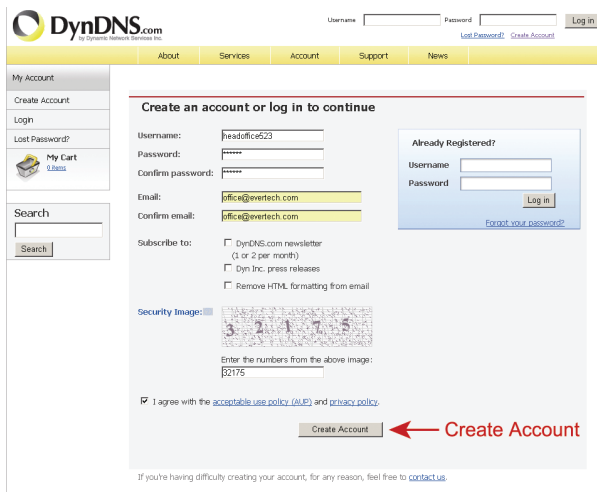 DynDNS.com
by Dynamic Network Services Inc.
Username Password Log in
Lost Password? Create Account
About Services Account Support News
My Account
Create Account
Login
Lost Password?
My Cart
0 items
Search
Search
Create an account or log in to continue
Username: headoffice523
Password: ******
Confirm password: ******
Email: office@evertech.com
Confirm email: office@evertech.com
Subscribe to: DynDNS.com newsletter
(1 or 2 per month)
Dyn Inc. press releases
Remove HTML formatting from email
Security Image:
3 2 1 7 5
Enter the numbers from the above image:
32175
I agree with the acceptable use policy (AUP) and privacy policy.
Create Account
Create Account
Already Registered?
Username
Password
Log in
Forgot your password?
If you're having difficulty creating your account, for any reason, feel free to contact us.